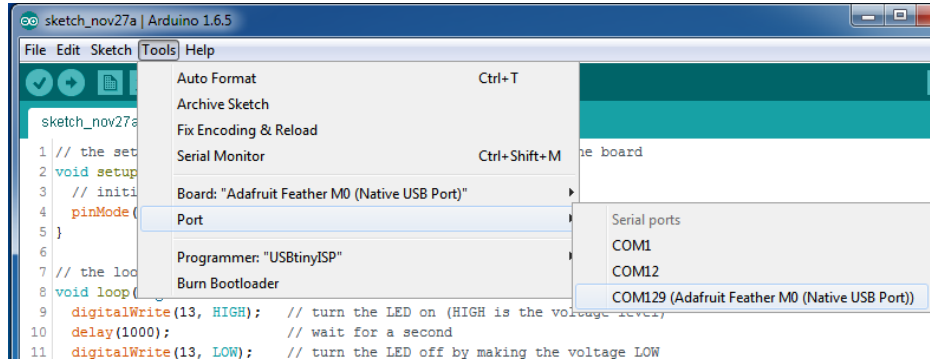 sketch_nov27a | Arduino 1.6.5
File Edit Sketch Tools Help
Auto Format Ctrl+T
Archive Sketch
Fix Encoding & Reload
Serial Monitor Ctrl+Shift+M
Board: "Adafruit Feather M0 (Native USB Port)"
Port
Programmer: "USBtinyISP"
Burn Bootloader
Serial ports
COM1
COM12
COM129 (Adafruit Feather M0 (Native USB Port))
sketch_nov27a
1 // the set he board
2 void setup
3 // initi
4 pinMode(
5 }
6
7 // the loo
8 void loop(
9 digitalWrite(13, HIGH); // turn the LED on (HIGH is the voltage level)
10 delay(1000); // wait for a second
11 digitalWrite(13, LOW); // turn the LED off by making the voltage LOW